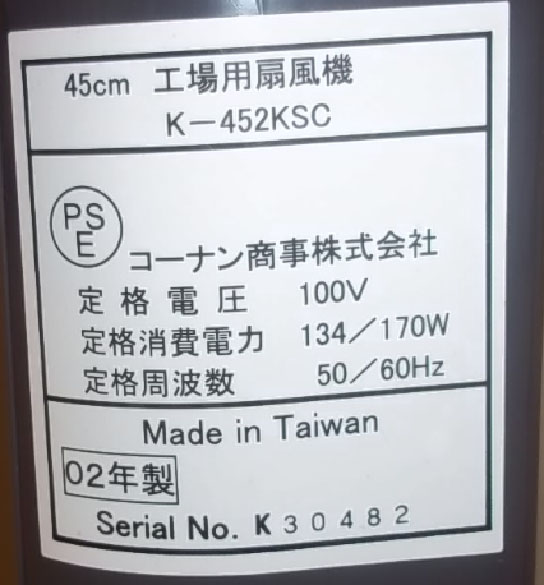 45cm 工場用扇風機
K－452KSC
PS
E
コーナン商事株式会社
定格電圧 100V
定格消費電力 134／170W
定格周波数 50／60Hz
Made in Taiwan
02年製
Serial No. K30482